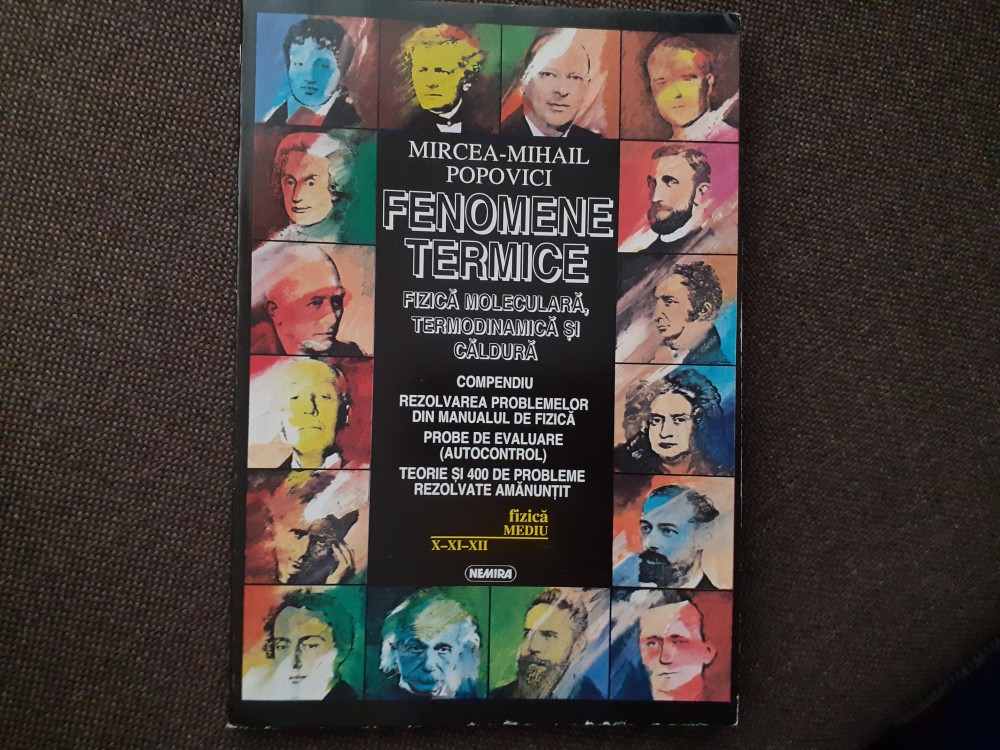 MIRCEA-MIHAIL
POPOVICI
FENOMENE
TERMICE
FIZICĂ MOLECULARĂ,
TERMODINAMICĂ ȘI
CĂLDURĂ
COMPENDIU
REZOLVAREA PROBLEMELOR
DIN MANUALUL DE FIZICĂ
PROBE DE EVALUARE
(AUTOCONTROL)
TEORIE ȘI 400 DE PROBLEME
REZOLVATE AMĂNUNȚIT
fizică
MEDIU
X–XI–XII
NEMIRA